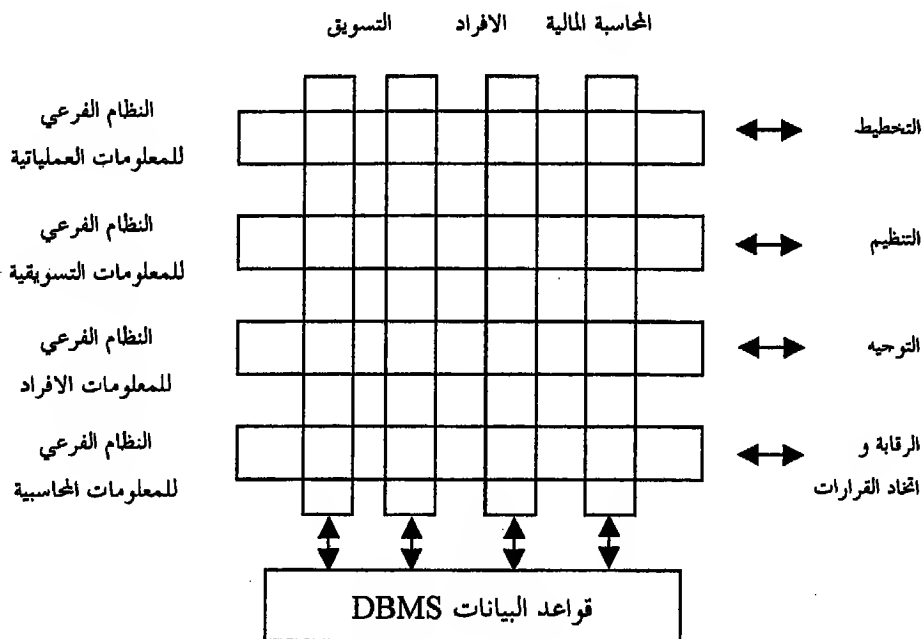 المحاسبة المالية
الافراد
التسويق
التخطيط
النظام الفرعي
للمعلومات العملياتية
التنظيم
النظام الفرعي
للمعلومات التسويقية
التوجيه
النظام الفرعي
للمعلومات الافراد
الرقابة و
اتخاد القرارات
النظام الفرعي
للمعلومات المحاسبية
قواعد البيانات DBMS